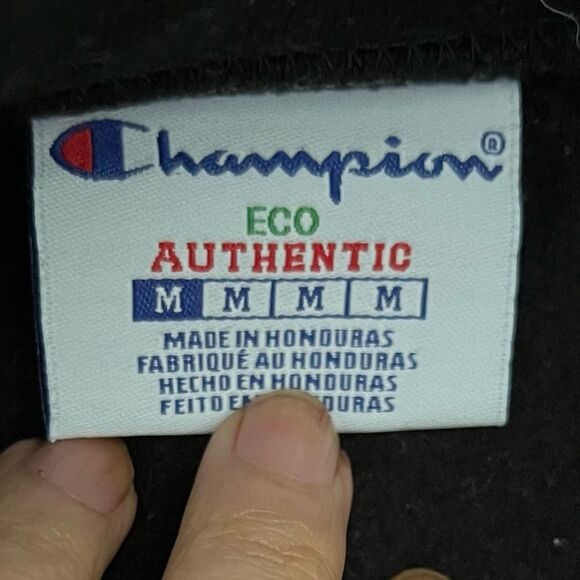 Champion®
ECO
AUTHENTIC
M M M M
MADE IN HONDURAS
FABRIQUÉ AU HONDURAS
HECHO EN HONDURAS
FEITO